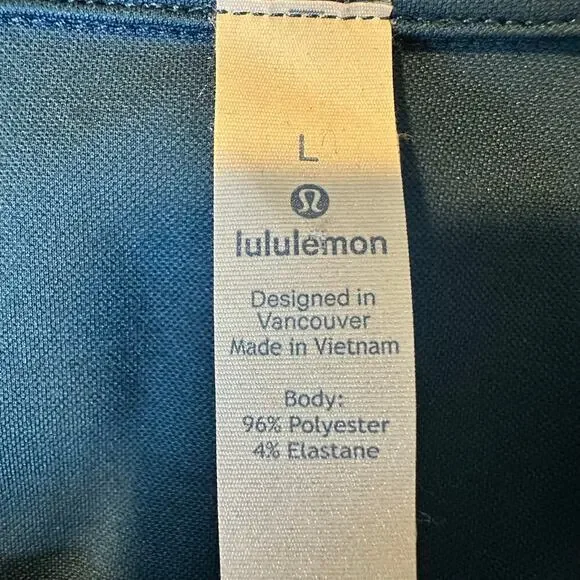 L
lululemon
Designed in
Vancouver
Made in Vietnam
Body:
96% Polyester
4% Elastane